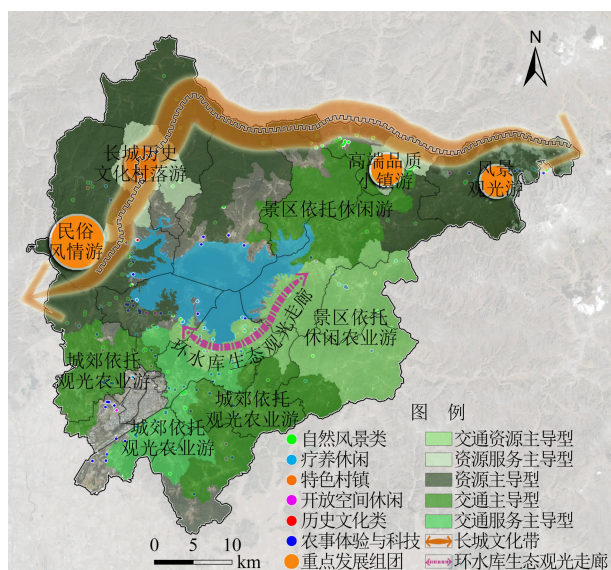 N
长城历史
文化村落游
高端品质
小镇游
风景
观光游
景区依托休闲游
民俗
风情游
环水库生态观光走廊
景区依托
休闲农业游
城郊依托
观光农业游
城郊依托
观光农业游
城郊依托
观光农业游
图 例
自然风景类
疗养休闲
特色村镇
开放空间休闲
历史文化类
农事体验与科技
重点发展组团
交通资源主导型
资源服务主导型
资源主导型
交通主导型
交通服务主导型
长城文化带
环水库生态观光走廊
0 5 10
km